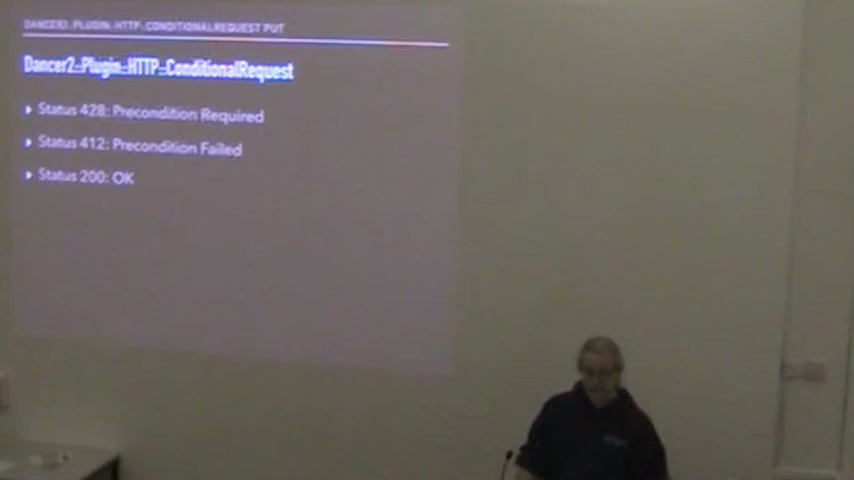 DANCER2::PLUGIN::HTTP::CONDITIONALREQUEST PUT
Dancer2::Plugin::HTTP::ConditionalRequest
Status 428: Precondition Required
Status 412: Precondition Failed
Status 200: OK